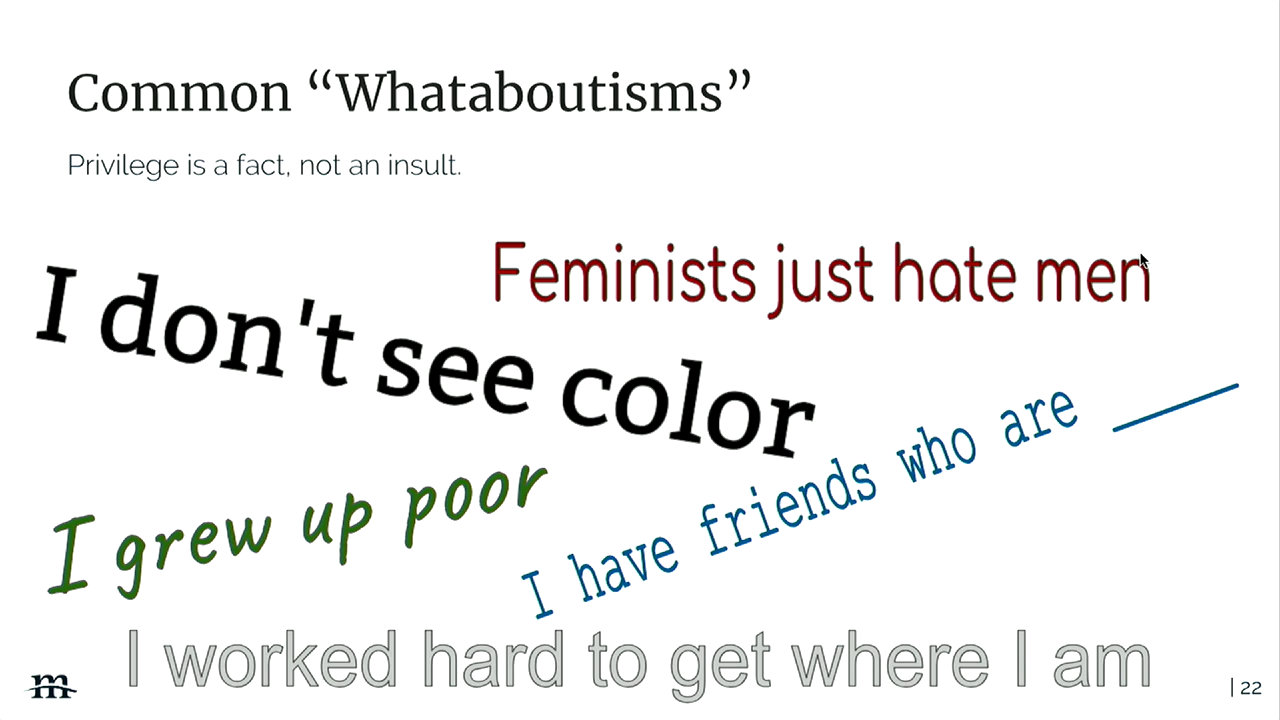 Common “Whataboutisms”
Privilege is a fact, not an insult.
Feminists just hate men
I don't see color
I have friends who are _____
I grew up poor
I worked hard to get where I am
m
| 22